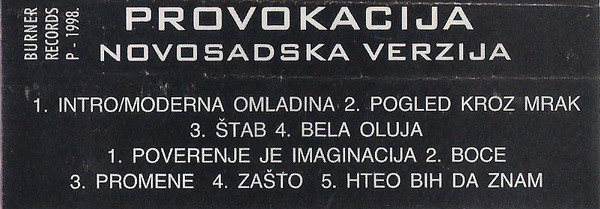 BURNER
RECORDS
P - 1998.
PROVOKACIJA
NOVOSADSKA VERZIJA
1. INTRO/MODERNA OMLADINA 2. POGLED KROZ MRAK
3. ŠTAB 4. BELA OLUJA
1. POVERENJE JE IMAGINACIJA 2. BOCE
3. PROMENE 4. ZAŠTO 5. HTEO BIH DA ZNAM